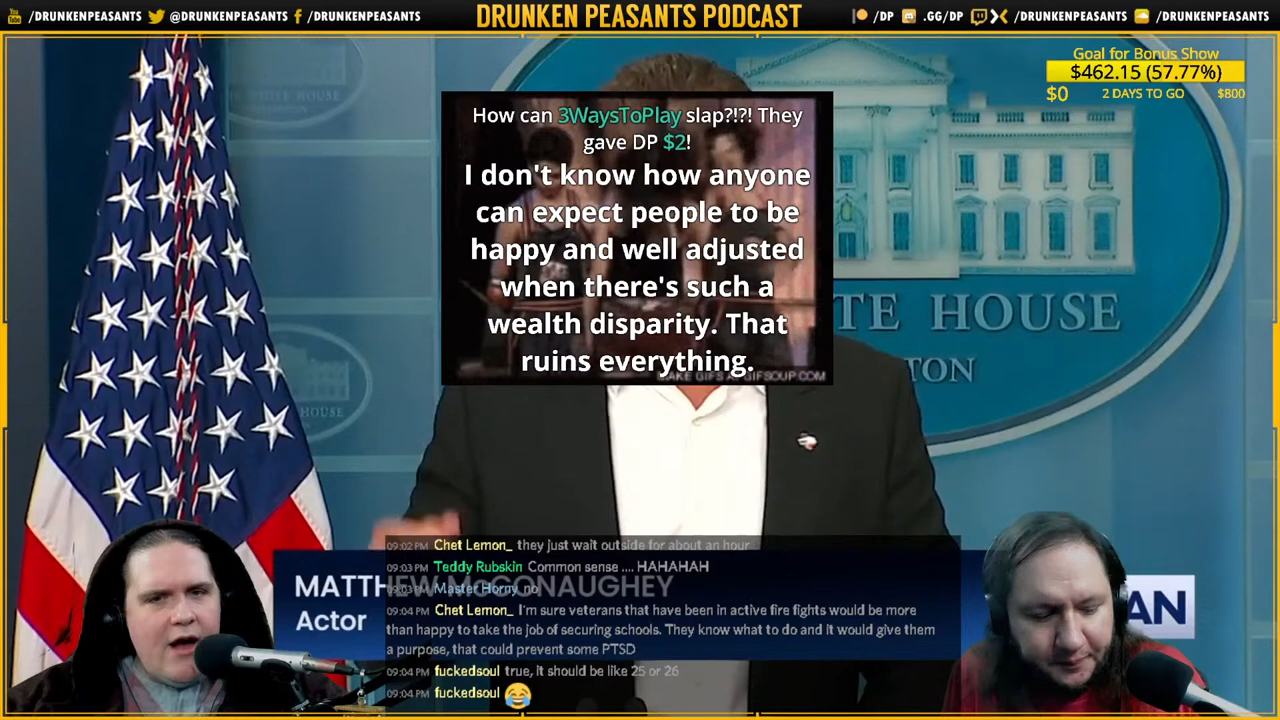 You Tube /DRUNKENPEASANTS @DRUNKENPEASANTS /DRUNKENPEASANTS
DRUNKEN PEASANTS PODCAST
/DP .GG/DP /DRUNKENPEASANTS /DRUNKENPEASANTS
Goal for Bonus Show
$462.15 (57.77%)
$0 2 DAYS TO GO $800
How can 3WaysToPlay slap?!?! They
gave DP $2!
I don't know how anyone
can expect people to be
happy and well adjusted
when there's such a
wealth disparity. That
ruins everything.
MAKE GIFS AT GIFSOUP.COM
WHITE HOUSE
TE HOUSE
TON
HOUSE
09:02 PM Chet Lemon_ they just wait outside for about an hour
09:03 PM Teddy Rubskin Common sense .... HAHAHAH
09:03 PM Master Horny no
MATTHEW McCONAUGHEY
Actor
09:04 PM Chet Lemon_ I'm sure veterans that have been in active fire fights would be more
than happy to take the job of securing schools. They know what to do and it would give them
a purpose, that could prevent some PTSD
AN
09:04 PM fuckedsoul true, it should be like 25 or 26
09:04 PM fuckedsoul 😂